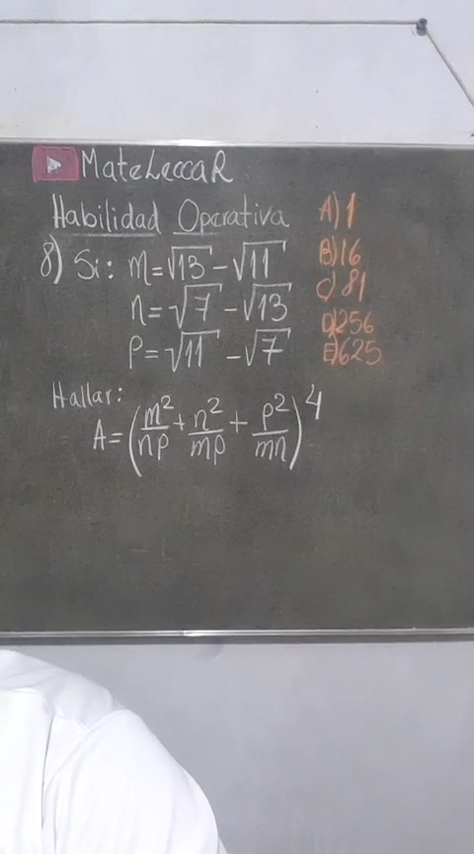 MateLeccaR
Habilidad Operativa
8) Si: m=√13-√11
n=√7-√13
P=√11-√7
Hallar:
A=(m²/np + n²/mp + p²/mn)⁴
A) 1
B) 16
C) 81
D) 256
E) 625